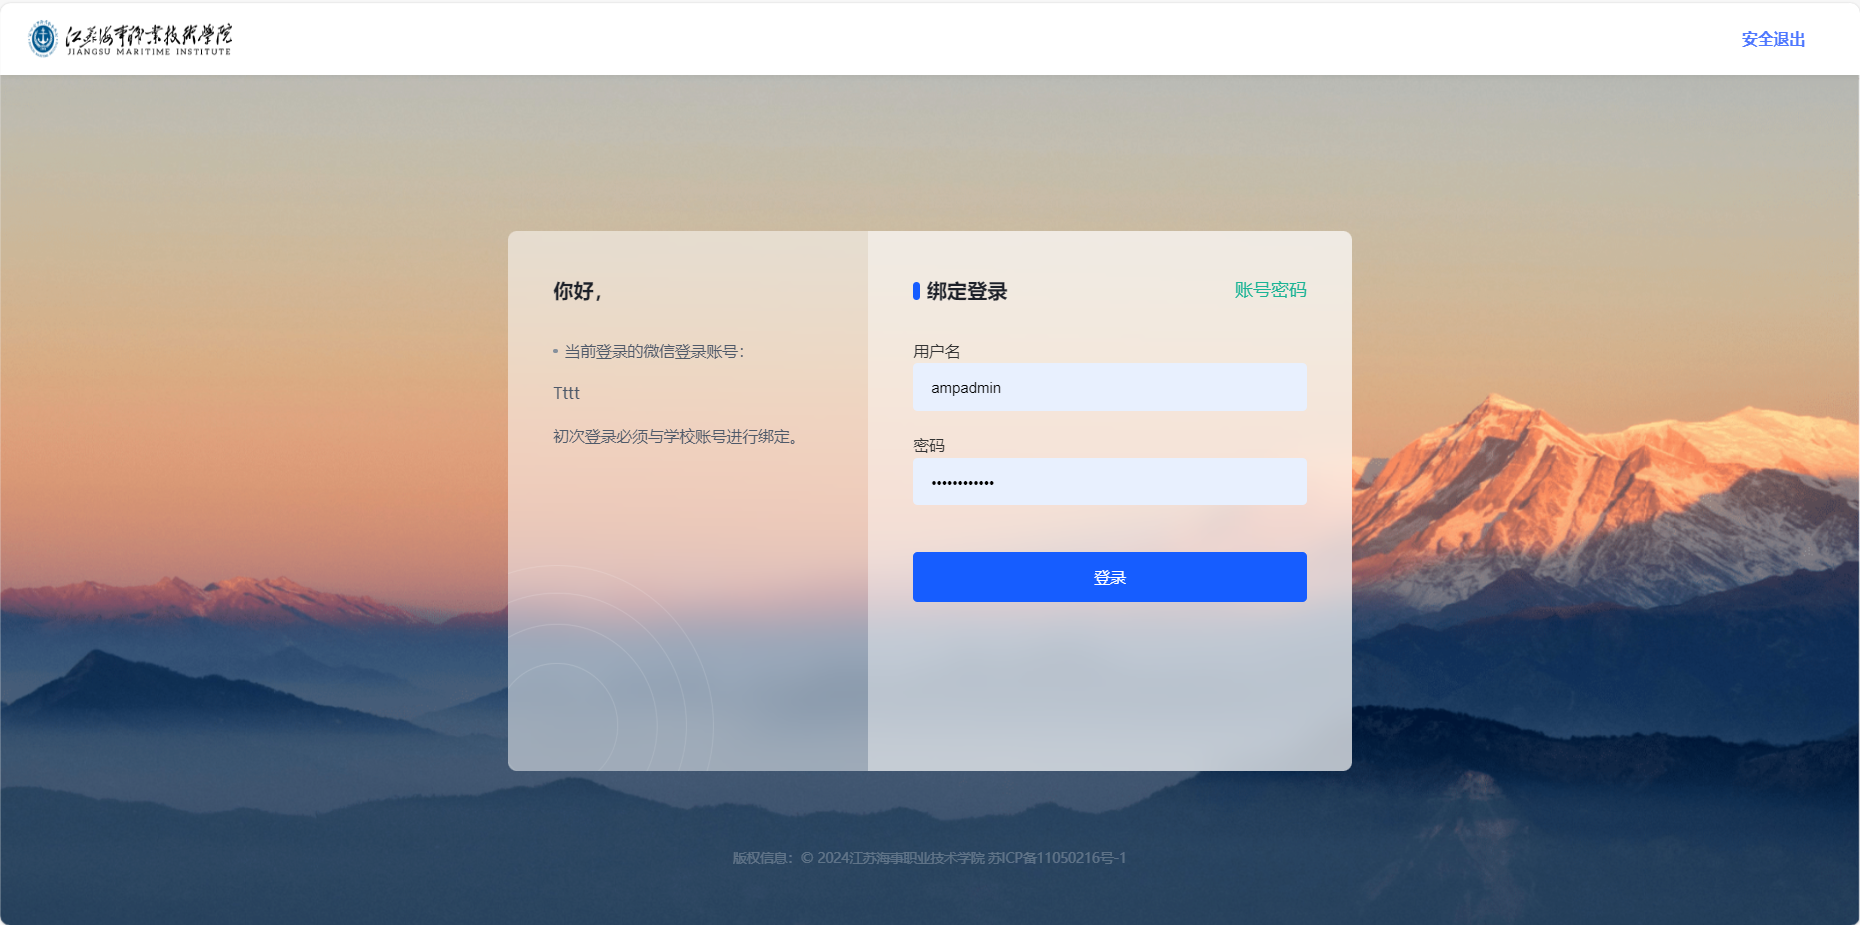 江苏海事职业技术学院
JIANGSU MARITIME INSTITUTE
安全退出
你好，
当前登录的微信登录账号：
Tttt
初次登录必须与学校账号进行绑定。
绑定登录
账号密码
用户名
ampadmin
密码
••••••••••••
登录
版权信息：© 2024江苏海事职业技术学院 苏ICP备11050216号-1